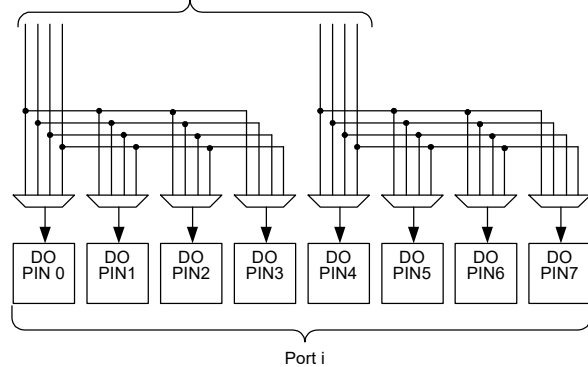 DO
PIN 0
DO
PIN1
DO
PIN2
DO
PIN3
DO
PIN4
DO
PIN5
DO
PIN6
DO
PIN7
Port i